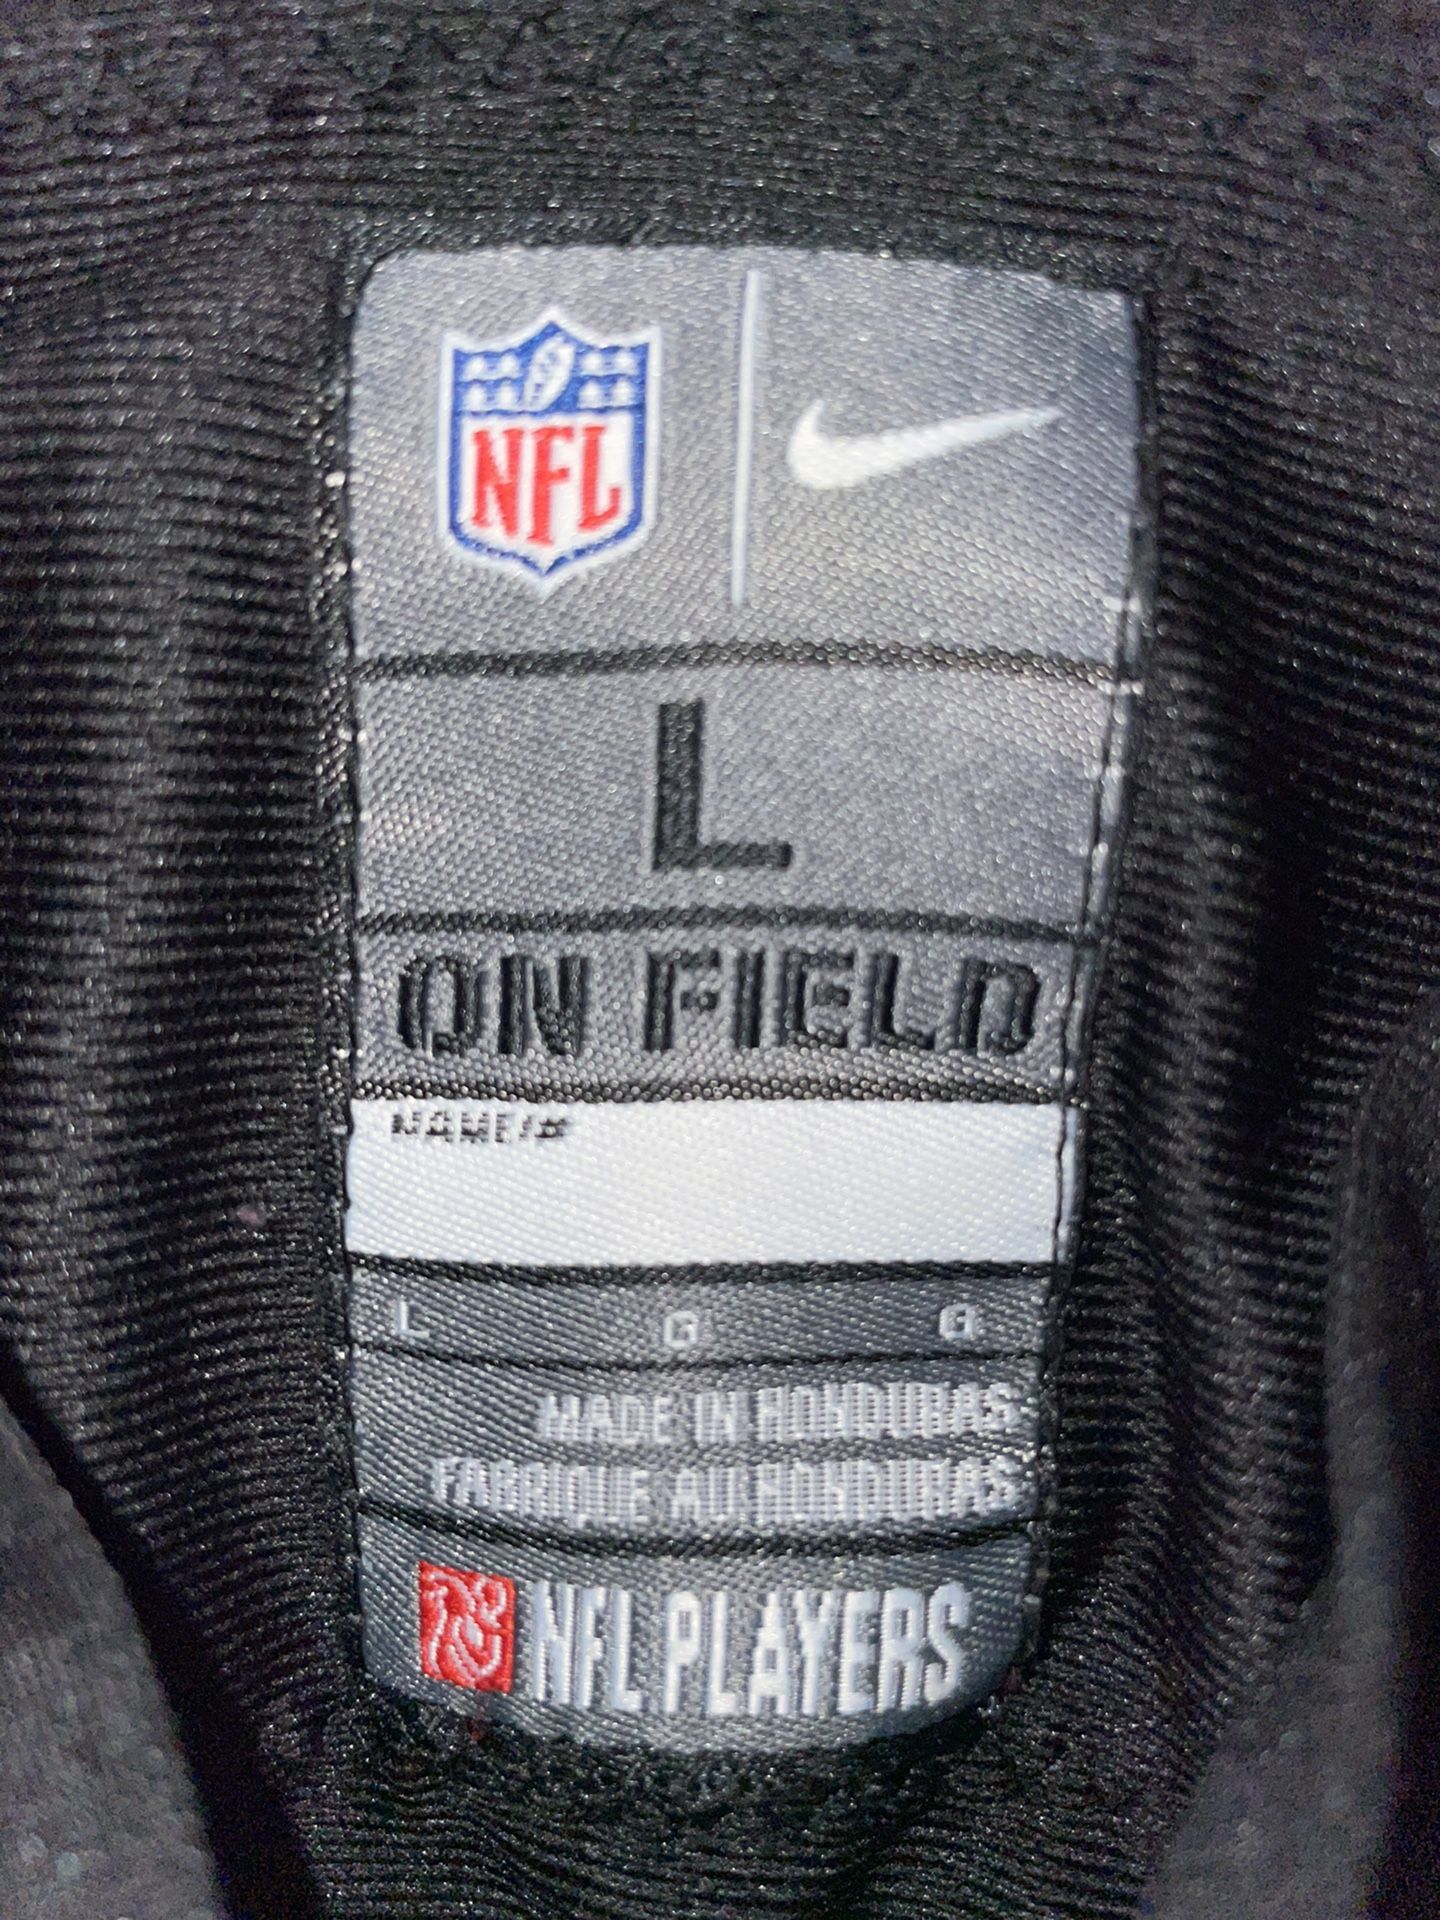 NFL
L
ON FIELD
NAME/#
L G G
MADE IN HONDURAS
FABRIQUE AU HONDURAS
NFL PLAYERS